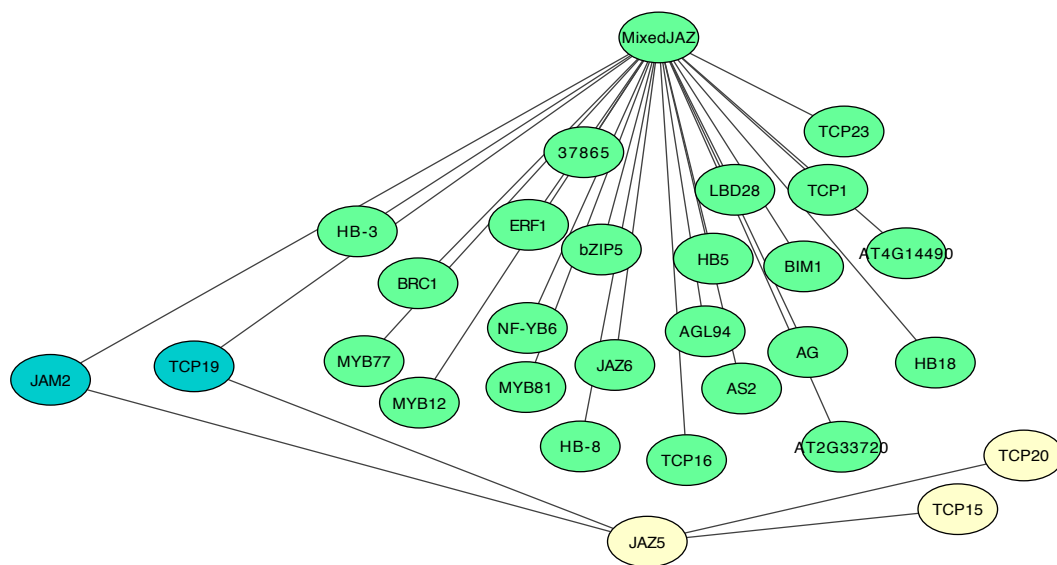 MixedJAZ
TCP23
37865
LBD28
TCP1
HB-3
ERF1
bZIP5
HB5
BIM1
AT4G14490
BRC1
NF-YB6
AGL94
AG
HB18
JAM2
TCP19
MYB77
MYB12
MYB81
JAZ6
AS2
HB-8
TCP16
AT2G33720
TCP20
TCP15
JAZ5